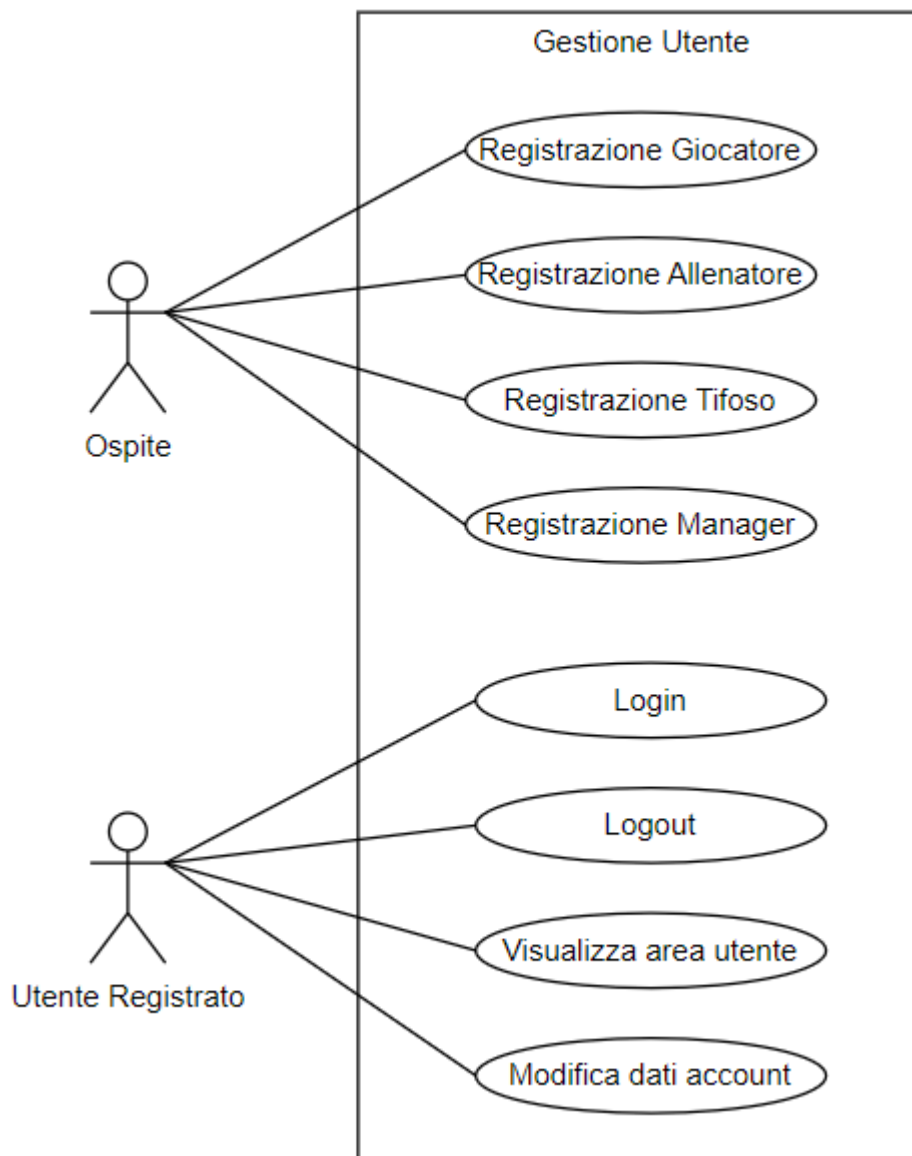 Gestione Utente
Registrazione Giocatore
Registrazione Allenatore
Registrazione Tifoso
Ospite
Registrazione Manager
Login
Logout
Visualizza area utente
Utente Registrato
Modifica dati account